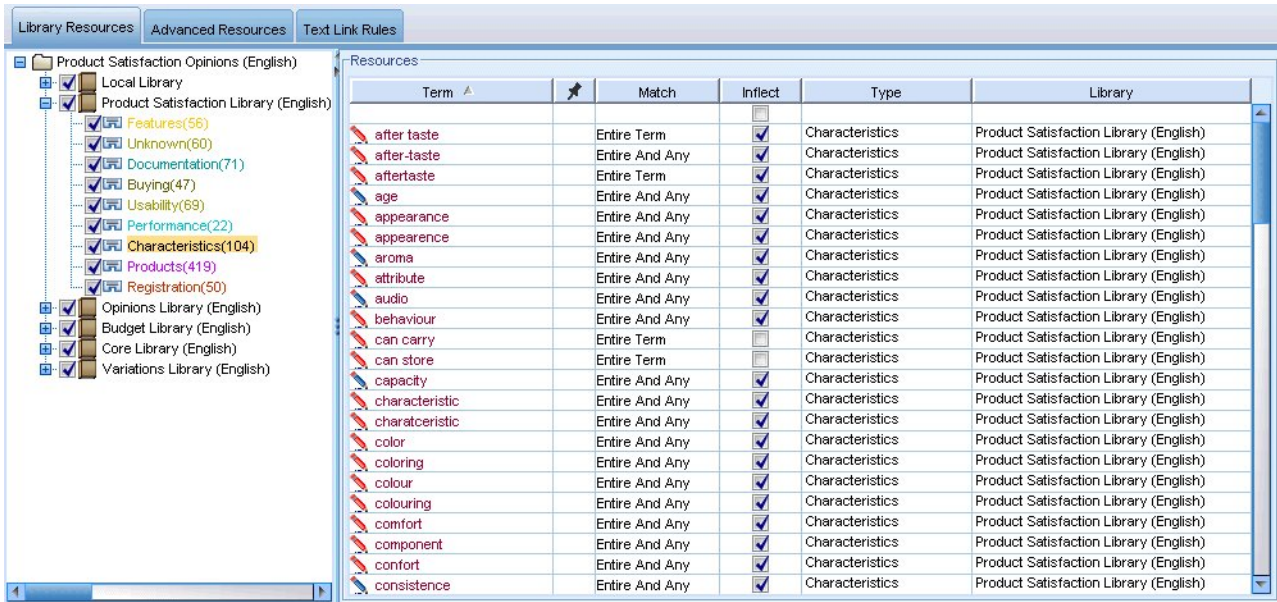 Library Resources Advanced Resources Text Link Rules
Product Satisfaction Opinions (English)
Local Library
Product Satisfaction Library (English)
Features(56)
Unknown(60)
Documentation(71)
Buying(47)
Usability(69)
Performance(22)
Characteristics(104)
Products(419)
Registration(50)
Opinions Library (English)
Budget Library (English)
Core Library (English)
Variations Library (English)
Resources
Term Match Inflect Type Library
after taste Entire Term Characteristics Product Satisfaction Library (English)
after-taste Entire And Any Characteristics Product Satisfaction Library (English)
aftertaste Entire Term Characteristics Product Satisfaction Library (English)
age Entire And Any Characteristics Product Satisfaction Library (English)
appearance Entire And Any Characteristics Product Satisfaction Library (English)
appearence Entire And Any Characteristics Product Satisfaction Library (English)
aroma Entire And Any Characteristics Product Satisfaction Library (English)
attribute Entire And Any Characteristics Product Satisfaction Library (English)
audio Entire And Any Characteristics Product Satisfaction Library (English)
behaviour Entire And Any Characteristics Product Satisfaction Library (English)
can carry Entire Term Characteristics Product Satisfaction Library (English)
can store Entire Term Characteristics Product Satisfaction Library (English)
capacity Entire And Any Characteristics Product Satisfaction Library (English)
characteristic Entire And Any Characteristics Product Satisfaction Library (English)
charatceristic Entire And Any Characteristics Product Satisfaction Library (English)
color Entire And Any Characteristics Product Satisfaction Library (English)
coloring Entire And Any Characteristics Product Satisfaction Library (English)
colour Entire And Any Characteristics Product Satisfaction Library (English)
colouring Entire And Any Characteristics Product Satisfaction Library (English)
comfort Entire And Any Characteristics Product Satisfaction Library (English)
component Entire And Any Characteristics Product Satisfaction Library (English)
confort Entire And Any Characteristics Product Satisfaction Library (English)
consistence Entire And Any Characteristics Product Satisfaction Library (English)